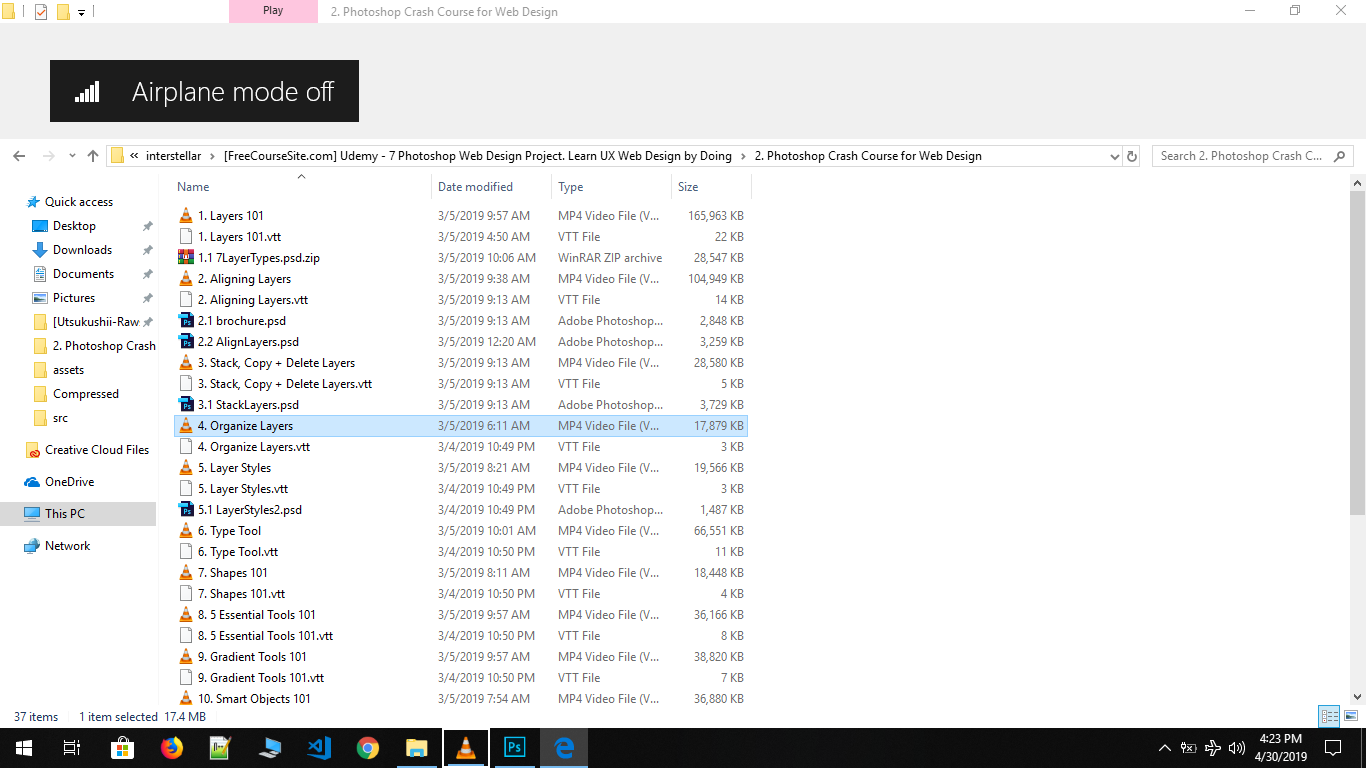 Play 2. Photoshop Crash Course for Web Design
Airplane mode off
« interstellar > [FreeCourseSite.com] Udemy - 7 Photoshop Web Design Project. Learn UX Web Design by Doing > 2. Photoshop Crash Course for Web Design Search 2. Photoshop Crash C...
Name Date modified Type Size
Quick access
Desktop
Downloads
Documents
Pictures
[Utsukushii-Raw
2. Photoshop Crash
assets
Compressed
src
Creative Cloud Files
OneDrive
This PC
Network
1. Layers 101 3/5/2019 9:57 AM MP4 Video File (V... 165,963 KB
1. Layers 101.vtt 3/5/2019 4:50 AM VTT File 22 KB
1.1 7LayerTypes.psd.zip 3/5/2019 10:06 AM WinRAR ZIP archive 28,547 KB
2. Aligning Layers 3/5/2019 9:38 AM MP4 Video File (V... 104,949 KB
2. Aligning Layers.vtt 3/5/2019 9:13 AM VTT File 14 KB
2.1 brochure.psd 3/5/2019 9:13 AM Adobe Photoshop... 2,848 KB
2.2 AlignLayers.psd 3/5/2019 12:20 AM Adobe Photoshop... 3,259 KB
3. Stack, Copy + Delete Layers 3/5/2019 9:13 AM MP4 Video File (V... 28,580 KB
3. Stack, Copy + Delete Layers.vtt 3/5/2019 9:13 AM VTT File 5 KB
3.1 StackLayers.psd 3/5/2019 9:13 AM Adobe Photoshop... 3,729 KB
4. Organize Layers 3/5/2019 6:11 AM MP4 Video File (V... 17,879 KB
4. Organize Layers.vtt 3/4/2019 10:49 PM VTT File 3 KB
5. Layer Styles 3/5/2019 8:21 AM MP4 Video File (V... 19,566 KB
5. Layer Styles.vtt 3/4/2019 10:49 PM VTT File 3 KB
5.1 LayerStyles2.psd 3/4/2019 10:49 PM Adobe Photoshop... 1,487 KB
6. Type Tool 3/5/2019 10:01 AM MP4 Video File (V... 66,551 KB
6. Type Tool.vtt 3/4/2019 10:50 PM VTT File 11 KB
7. Shapes 101 3/5/2019 8:11 AM MP4 Video File (V... 18,448 KB
7. Shapes 101.vtt 3/4/2019 10:50 PM VTT File 4 KB
8. 5 Essential Tools 101 3/5/2019 9:57 AM MP4 Video File (V... 36,166 KB
8. 5 Essential Tools 101.vtt 3/4/2019 10:50 PM VTT File 8 KB
9. Gradient Tools 101 3/5/2019 9:57 AM MP4 Video File (V... 38,820 KB
9. Gradient Tools 101.vtt 3/4/2019 10:50 PM VTT File 7 KB
10. Smart Objects 101 3/5/2019 7:54 AM MP4 Video File (V... 36,880 KB
37 items 1 item selected 17.4 MB
Ps
4:23 PM
4/30/2019